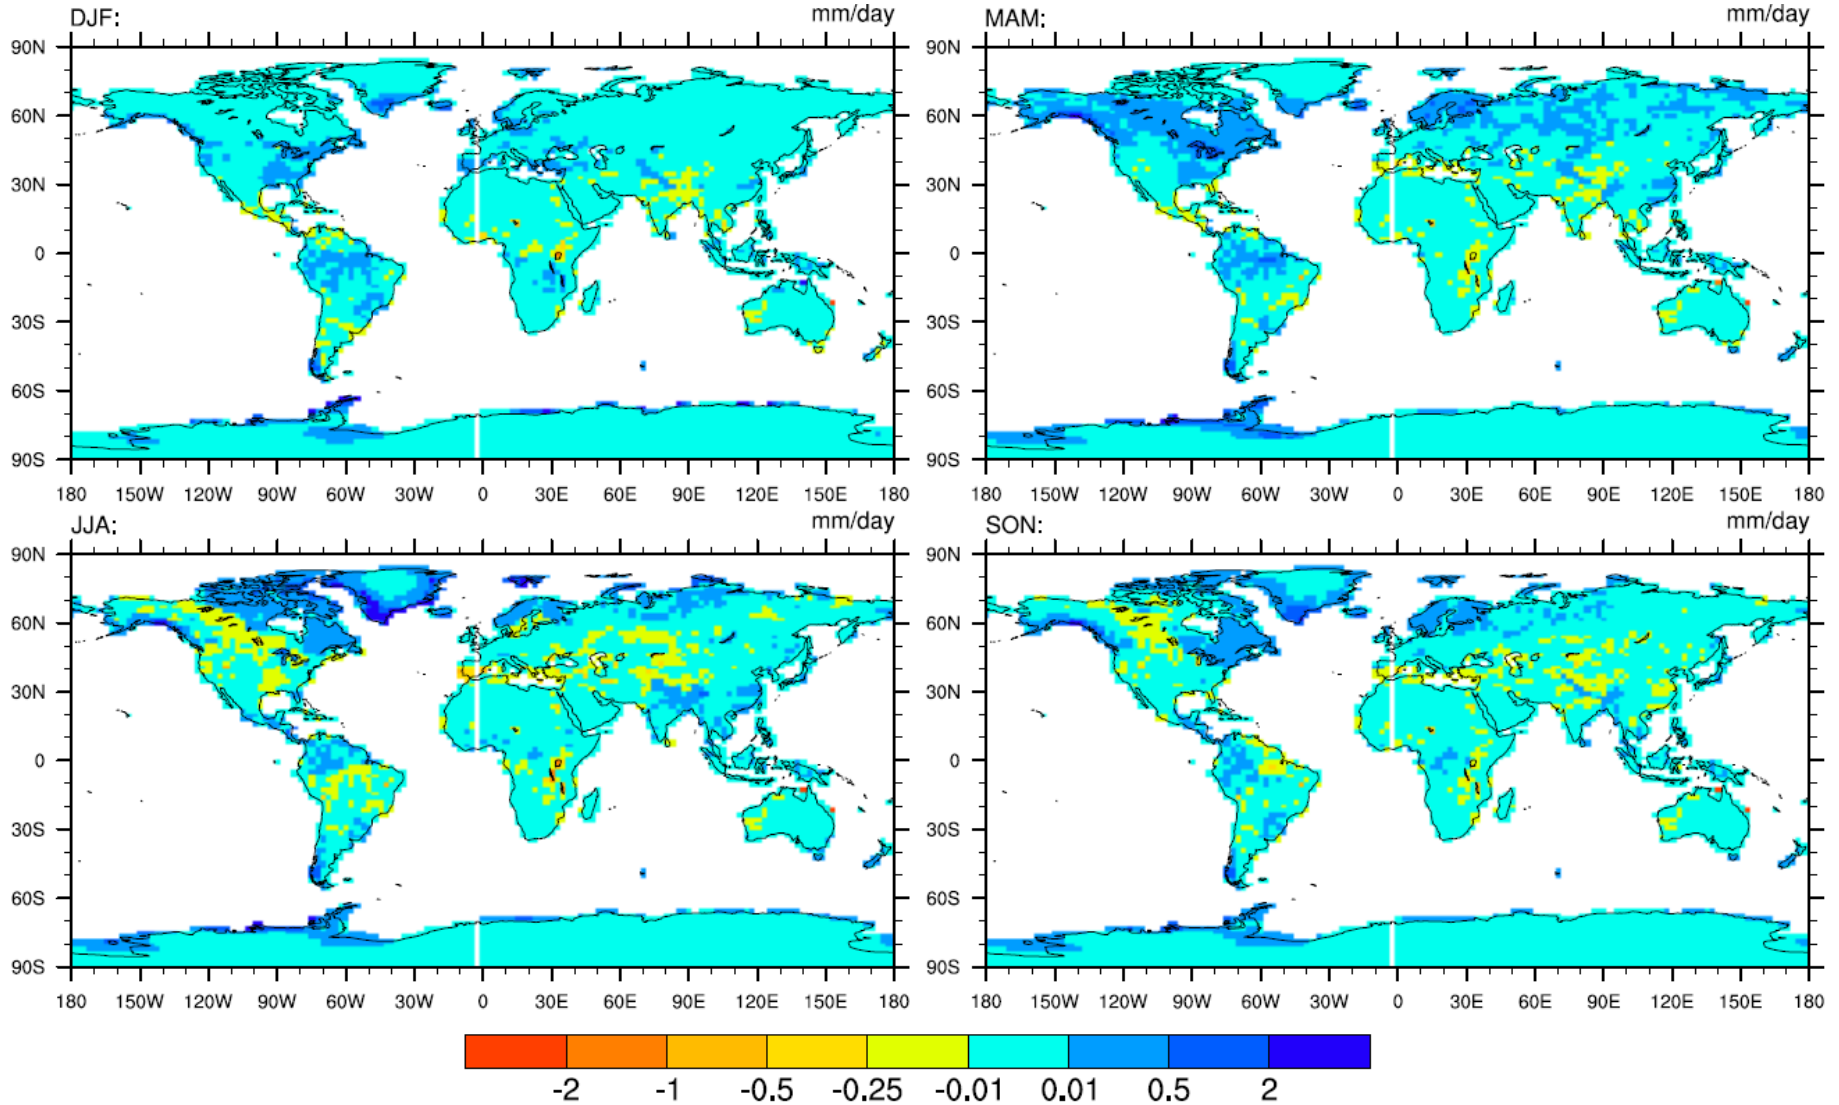 DJF: mm/day MAM: mm/day
90N 90N
60N 60N
30N 30N
0 0
30S 30S
60S 60S
90S 90S
180 150W 120W 90W 60W 30W 0 30E 60E 90E 120E 150E 180 180 150W 120W 90W 60W 30W 0 30E 60E 90E 120E 150E 180
JJA: mm/day SON: mm/day
90N 90N
60N 60N
30N 30N
0 0
30S 30S
60S 60S
90S 90S
180 150W 120W 90W 60W 30W 0 30E 60E 90E 120E 150E 180 180 150W 120W 90W 60W 30W 0 30E 60E 90E 120E 150E 180
-2 -1 -0.5 -0.25 -0.01 0.01 0.5 2